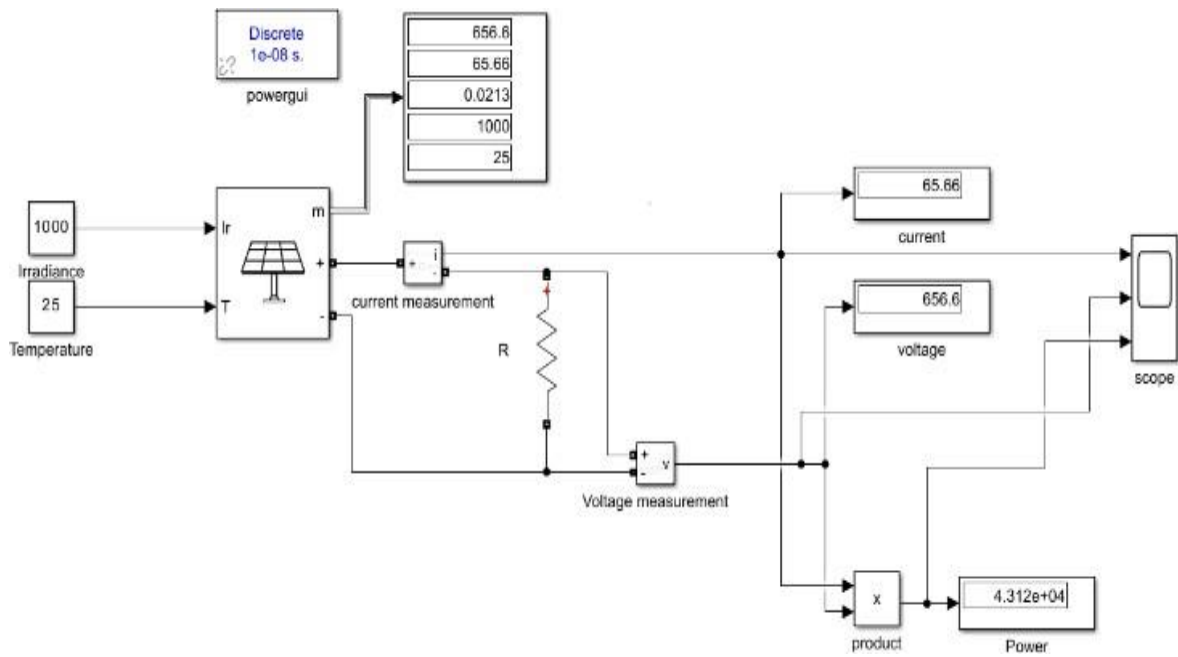 Discrete
1e-08 s.
powergui
656.6
65.66
0.0213
1000
25
1000
Irradiance
25
Temperature
Ir
T
m
+
-
+
i
-
current measurement
R
+
65.66
current
656.6
voltage
scope
+
-
v
Voltage measurement
x
product
4.312e+04
Power